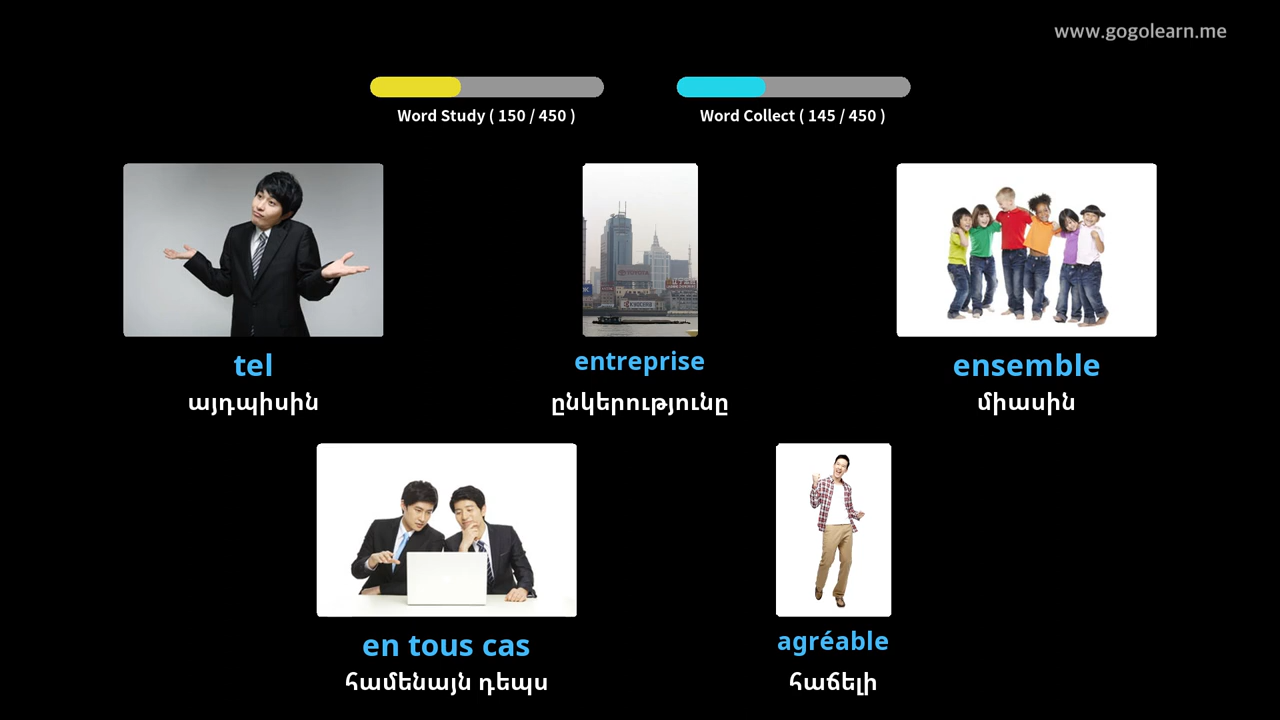 www.gogolearn.me
Word Study ( 150 / 450 )
Word Collect ( 145 / 450 )
tel
այդպիսին
entreprise
ընկերությունը
ensemble
միասին
en tous cas
համենայն դեպս
agréable
հաճելի
TOYOTA